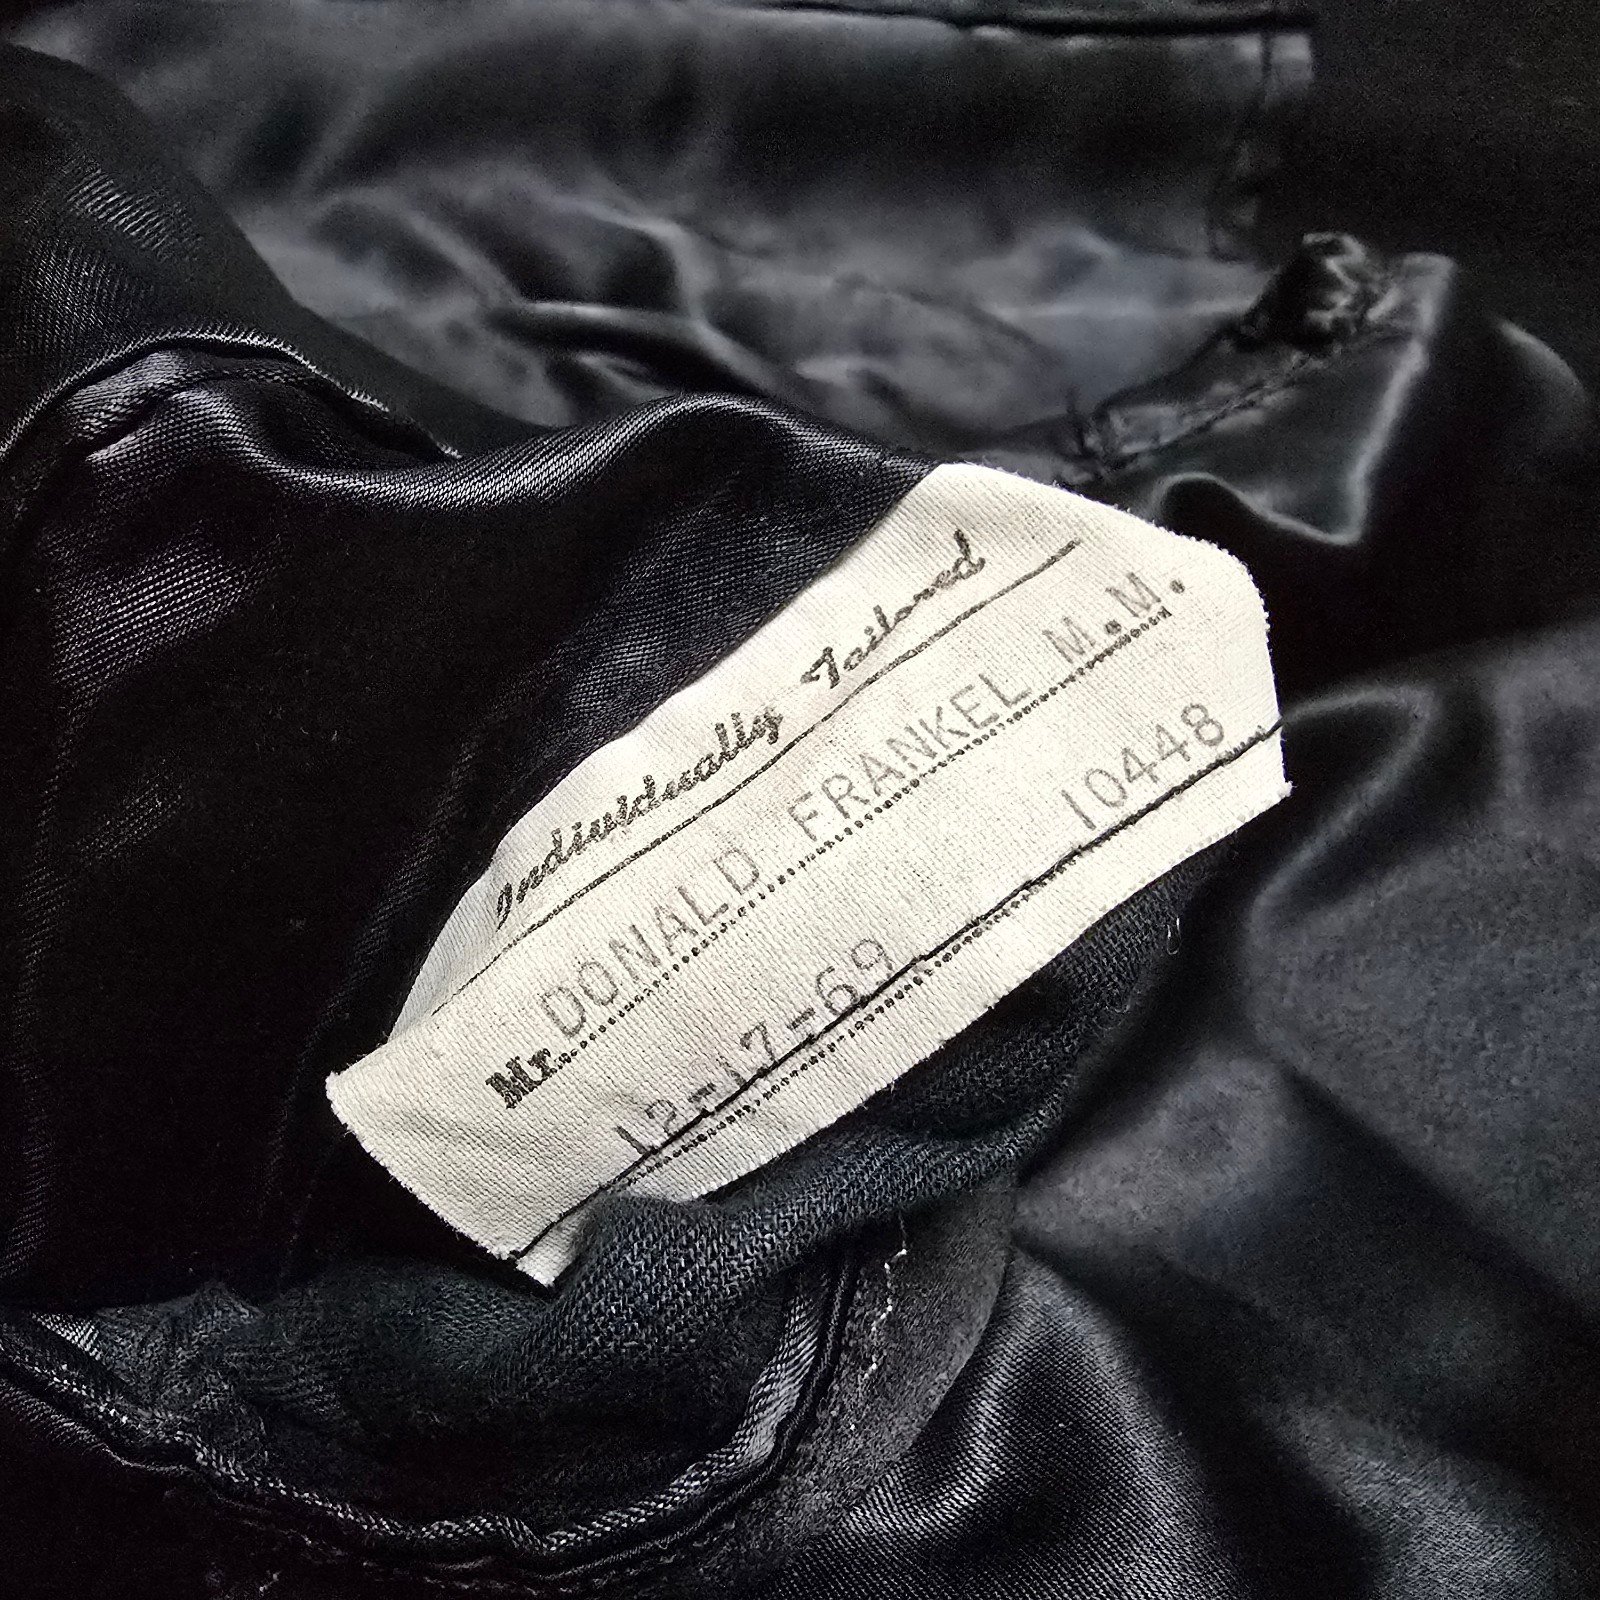 Individually Tailored
Mr. DONALD FRANKEL M.M.
12-17-69 10448